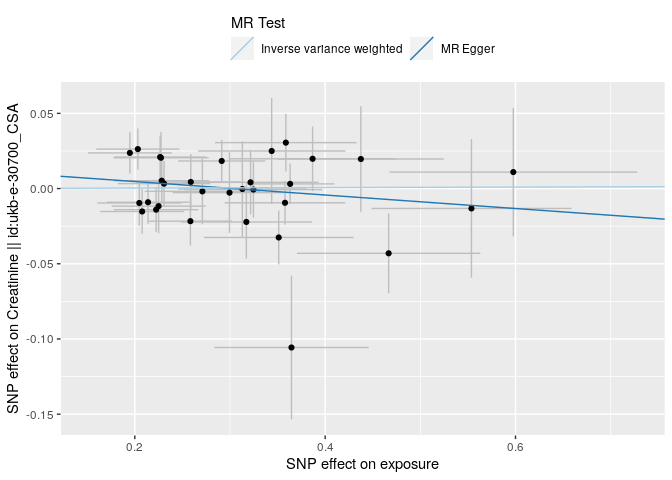 MR Test
Inverse variance weighted MR Egger
SNP effect on Creatinine || id:ukb-e-30700_CSA
0.05
0.00
-0.05
-0.10
-0.15
0.2 0.4 0.6
SNP effect on exposure